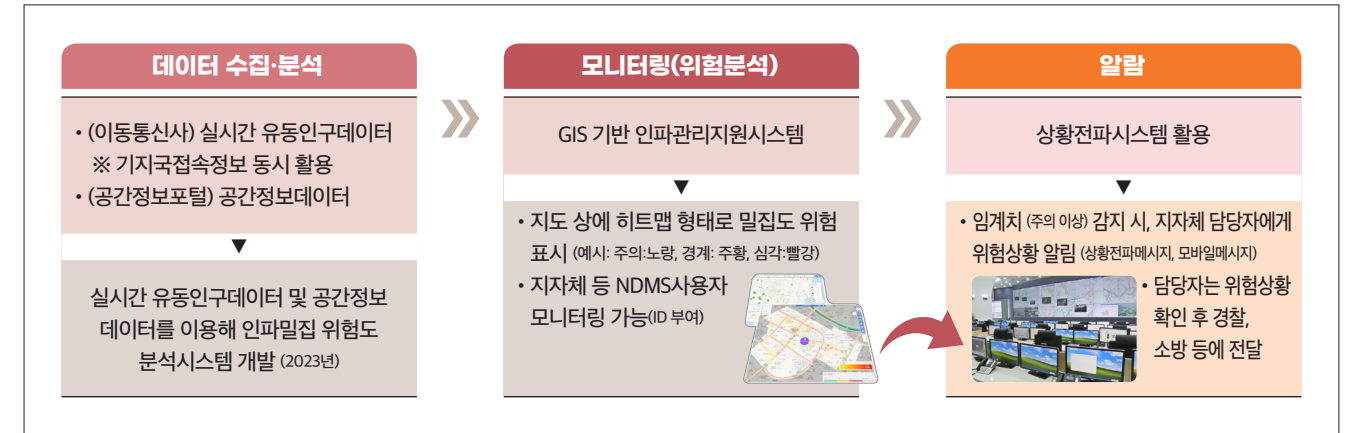 데이터 수집·분석
• (이동통신사) 실시간 유동인구데이터
※ 기지국접속정보 동시 활용
• (공간정보포털) 공간정보데이터
▼
실시간 유동인구데이터 및 공간정보
데이터를 이용해 인파밀집 위험도
분석시스템 개발 (2023년)
모니터링(위험분석)
GIS 기반 인파관리지원시스템
▼
• 지도 상에 히트맵 형태로 밀집도 위험
표시 (예시: 주의:노랑, 경계: 주황, 심각:빨강)
• 지자체 등 NDMS사용자
모니터링 가능(ID 부여)
알람
상황전파시스템 활용
▼
• 임계치 (주의 이상) 감지 시, 지자체 담당자에게
위험상황 알림 (상황전파메시지, 모바일메시지)
• 담당자는 위험상황
확인 후 경찰,
소방 등에 전달